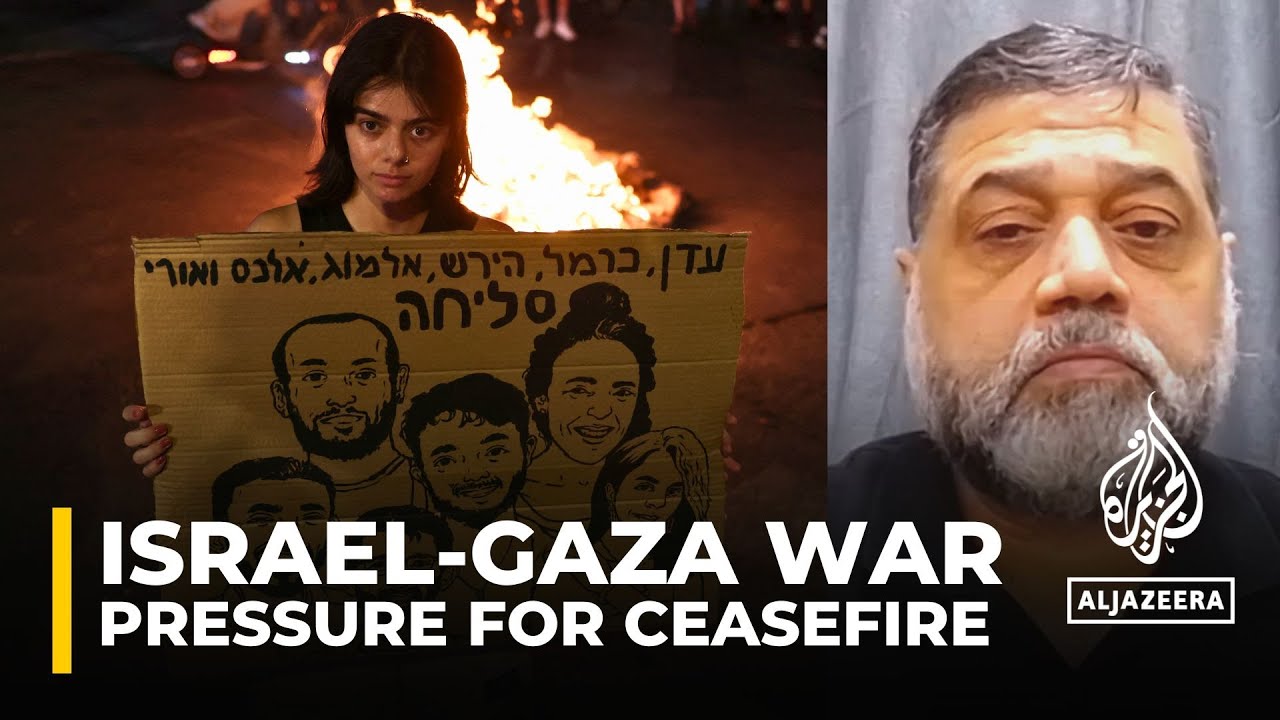 עדן, כרמל, הירש, אלמוג, אלכס ואורי
סליחה
ISRAEL-GAZA WAR
PRESSURE FOR CEASEFIRE
الجزيرة
ALJAZEERA